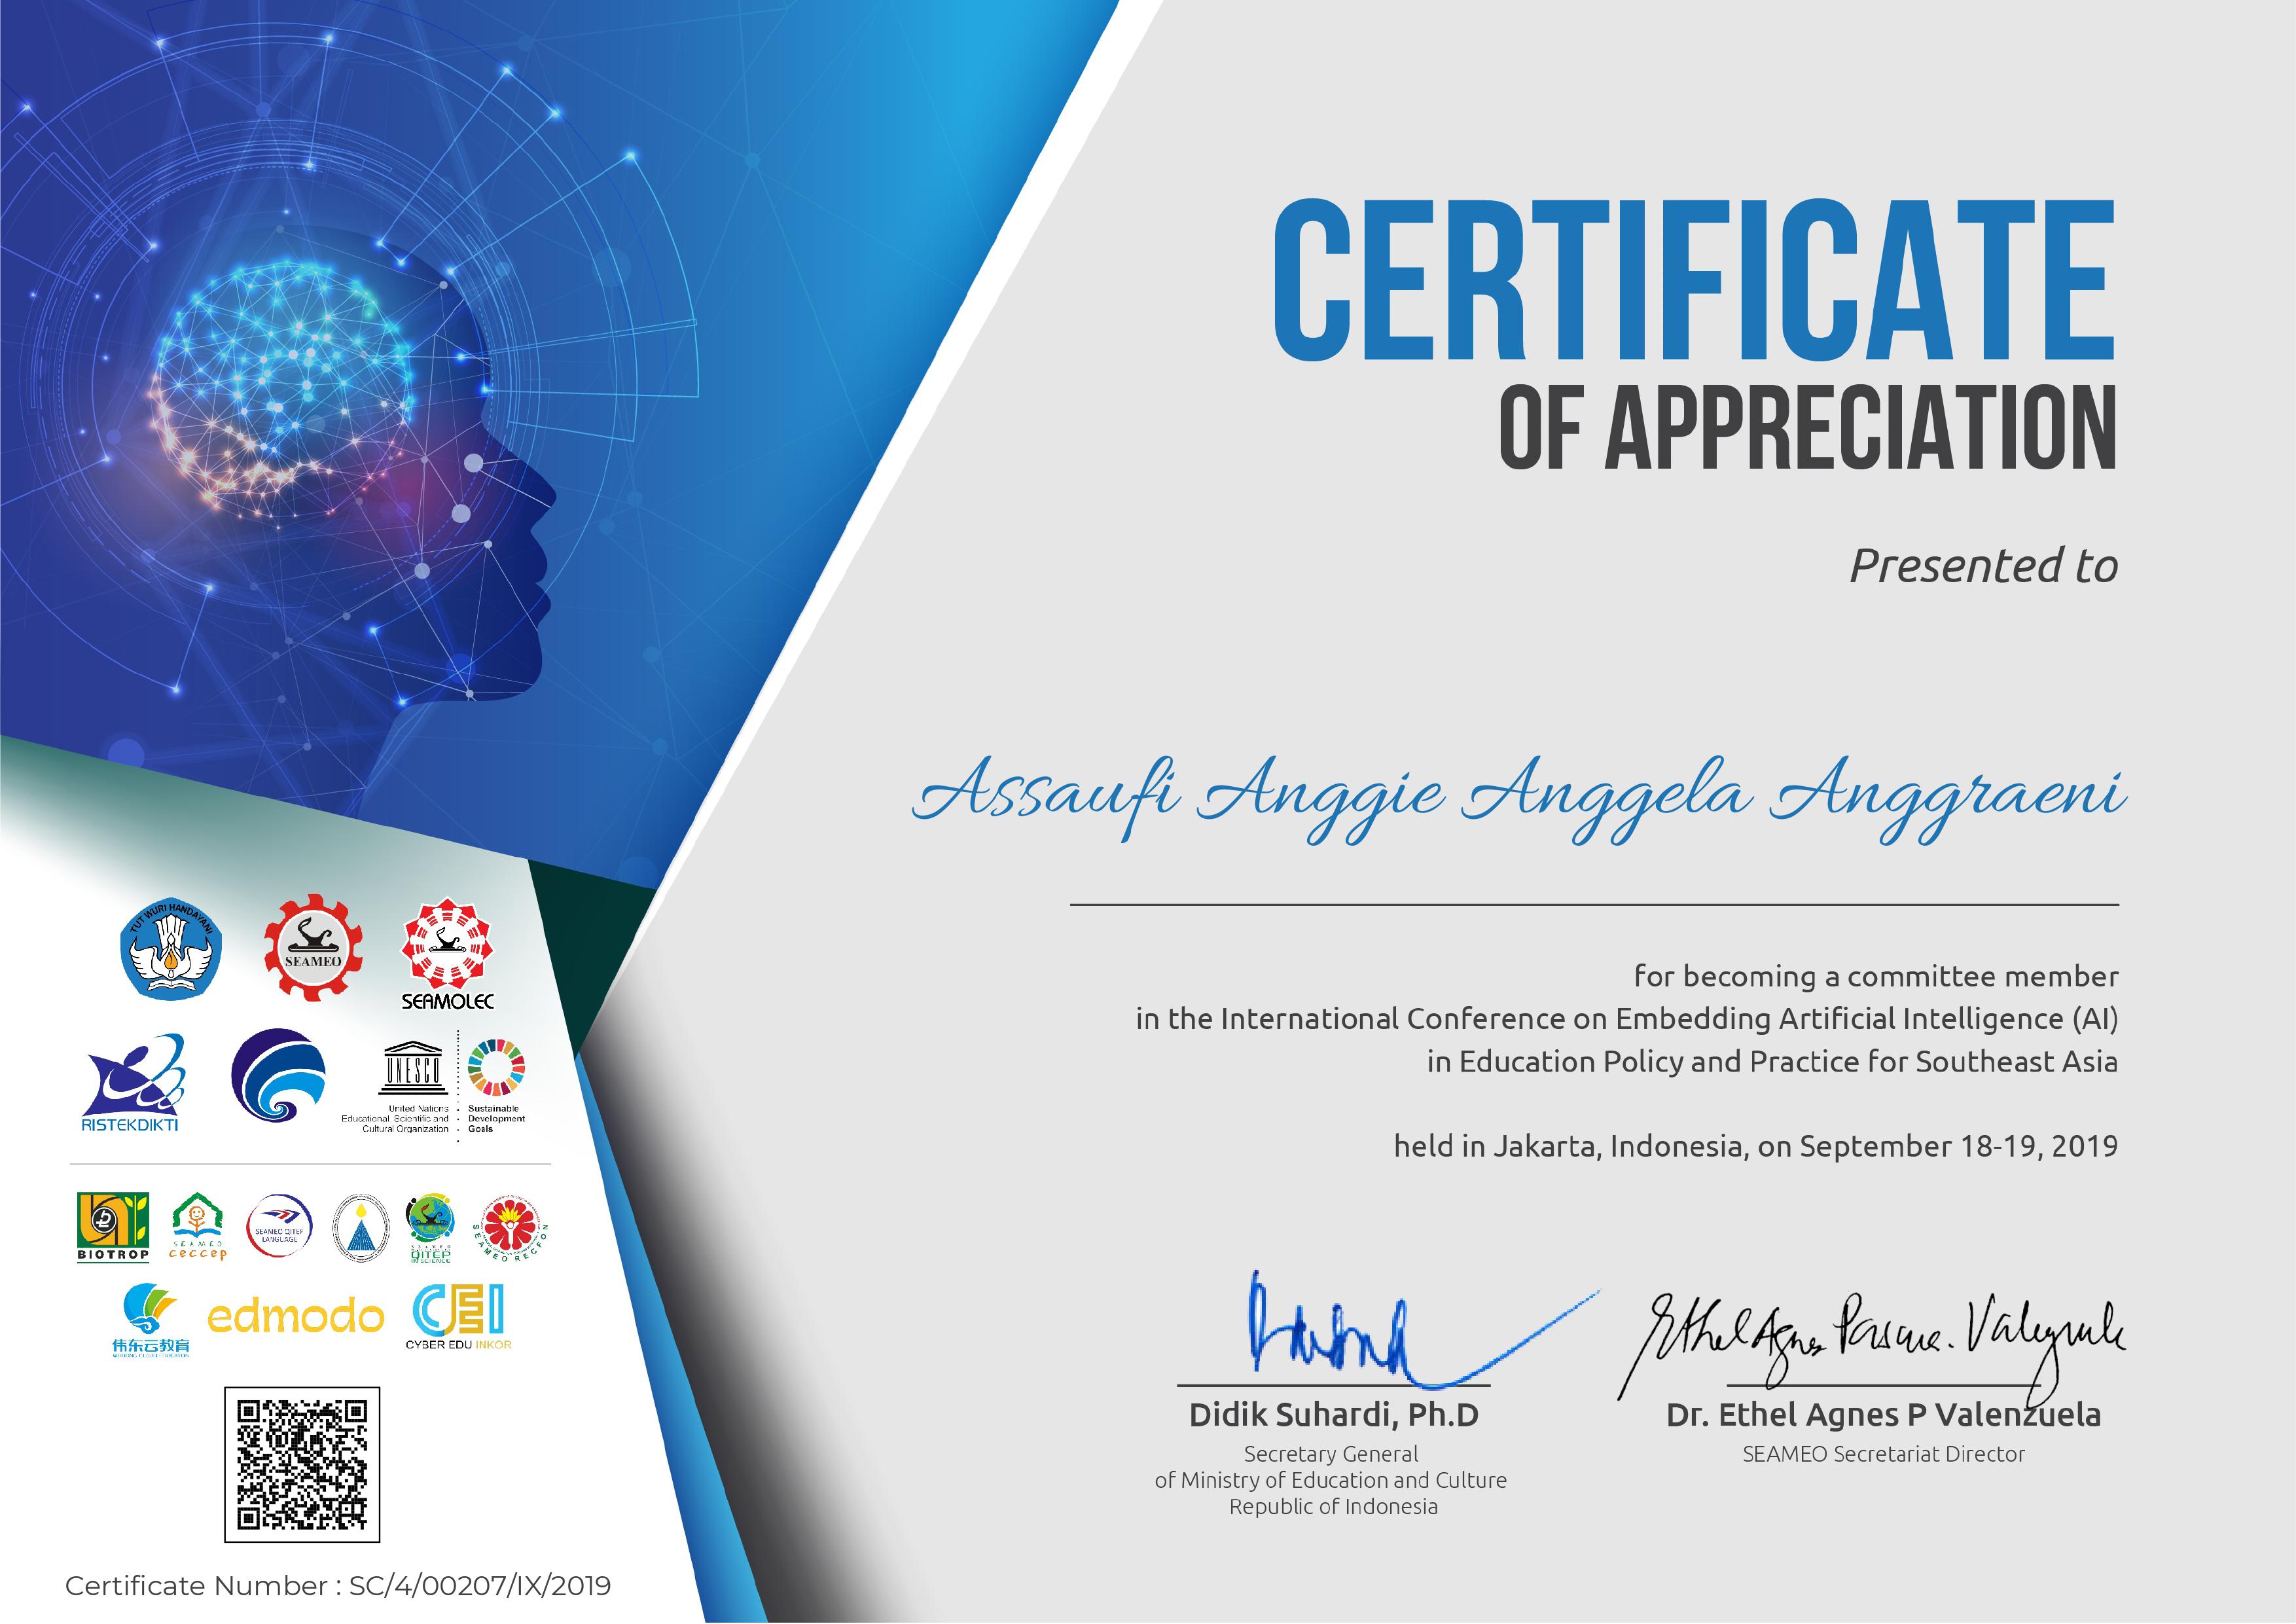 CERTIFICATE
OF APPRECIATION
Presented to
Assaufi Anggie Anggela Anggraeni
for becoming a committee member
in the International Conference on Embedding Artificial Intelligence (AI)
in Education Policy and Practice for Southeast Asia
held in Jakarta, Indonesia, on September 18-19, 2019
Didik Suhardi, Ph.D
Secretary General
of Ministry of Education and Culture
Republic of Indonesia
Ethel Agnes Pascua. Valenzuela
Dr. Ethel Agnes P Valenzuela
SEAMEO Secretariat Director
TUT WURI HANDAYANI
SEAMEO
SEAMOLEC
RISTEKDIKTI
UNESCO
United Nations
Educational, Scientific and
Cultural Organization
Sustainable
Development
Goals
BIOTROP
SEAMEO
ceccep
SEAMEO QITEP
LANGUAGE
SEAMEO
QITEP
IN SCIENCE
SEAMEO RECFON
伟东云教育
edmodo
CEI
CYBER EDU INKOR
Certificate Number : SC/4/00207/IX/2019